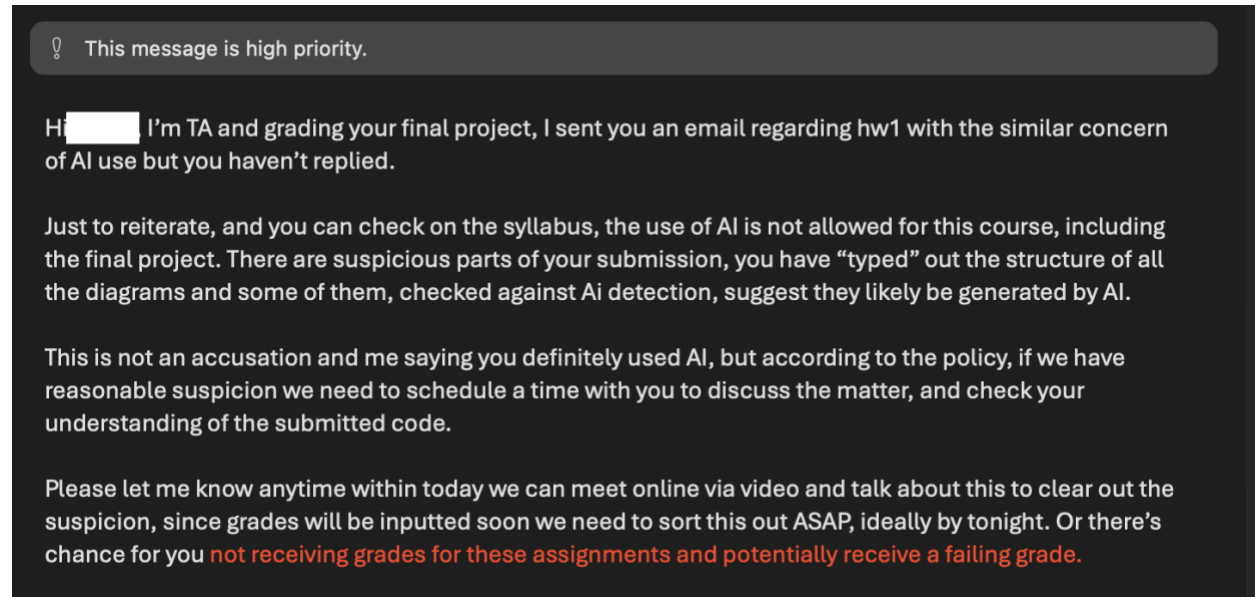 This message is high priority.
Hi I'm TA and grading your final project, I sent you an email regarding hw1 with the similar concern
of AI use but you haven't replied.
Just to reiterate, and you can check on the syllabus, the use of AI is not allowed for this course, including
the final project. There are suspicious parts of your submission, you have “typed” out the structure of all
the diagrams and some of them, checked against Ai detection, suggest they likely be generated by AI.
This is not an accusation and me saying you definitely used AI, but according to the policy, if we have
reasonable suspicion we need to schedule a time with you to discuss the matter, and check your
understanding of the submitted code.
Please let me know anytime within today we can meet online via video and talk about this to clear out the
suspicion, since grades will be inputted soon we need to sort this out ASAP, ideally by tonight. Or there's
chance for you not receiving grades for these assignments and potentially receive a failing grade.